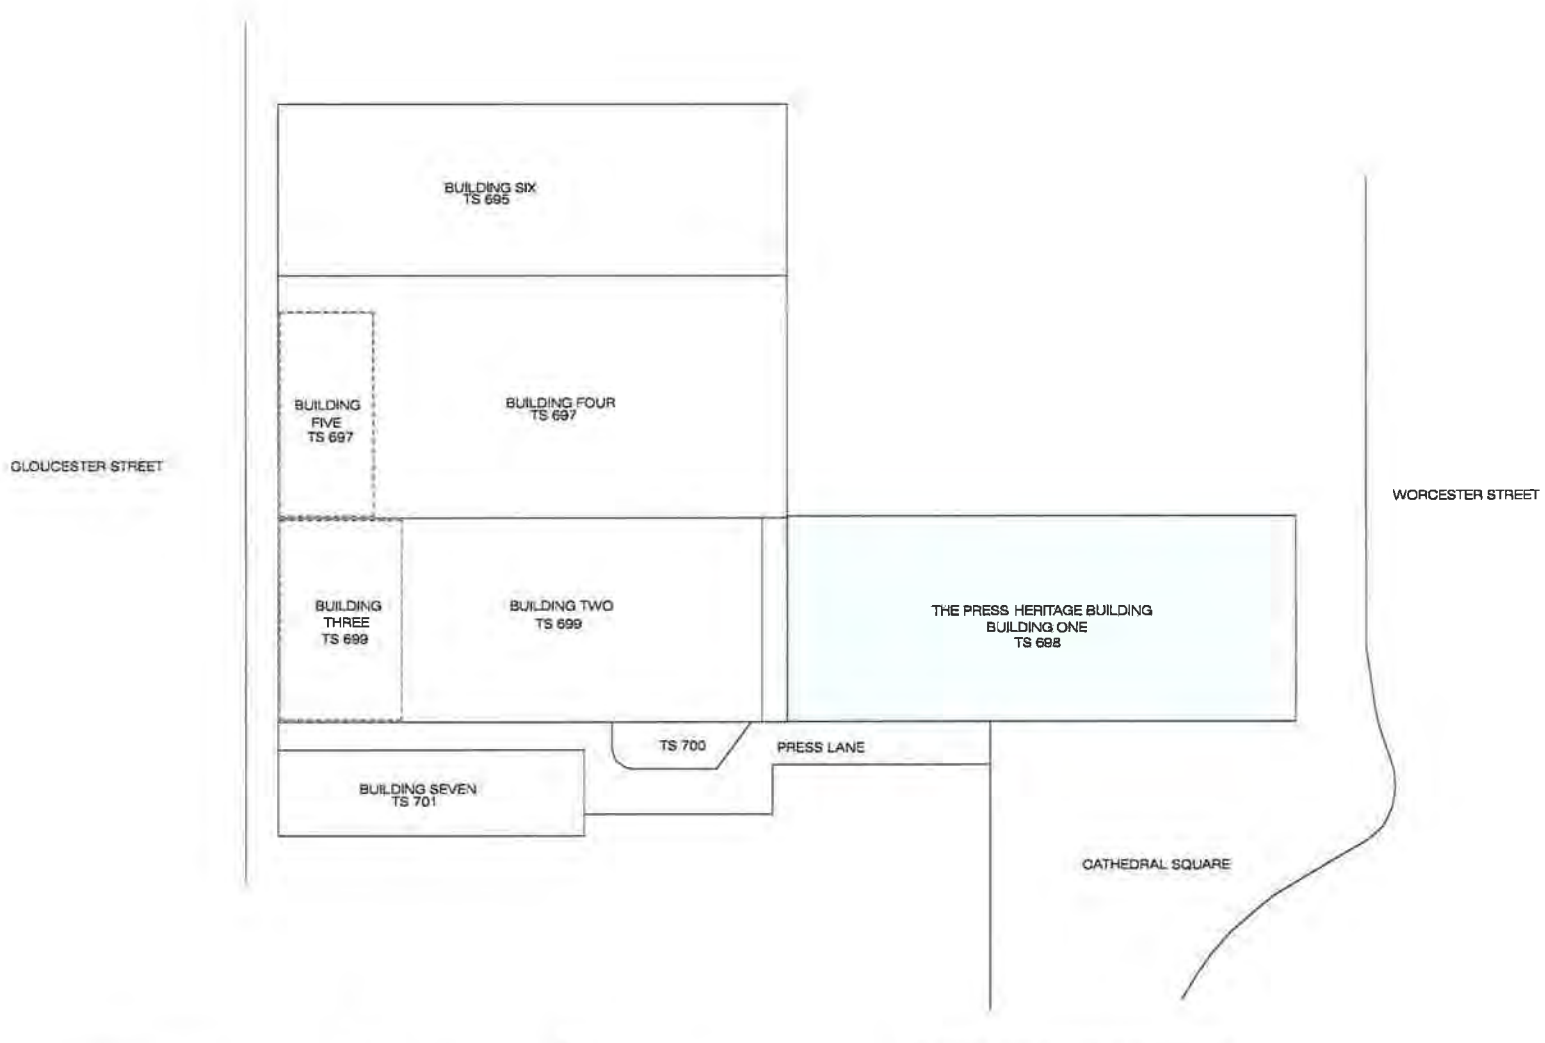 BUILDING SIX
TS 695
BUILDING
FIVE
TS 697
BUILDING FOUR
TS 697
GLOUCESTER STREET
WORCESTER STREET
BUILDING
THREE
TS 699
BUILDING TWO
TS 699
THE PRESS HERITAGE BUILDING
BUILDING ONE
TS 698
TS 700
PRESS LANE
BUILDING SEVEN
TS 701
CATHEDRAL SQUARE